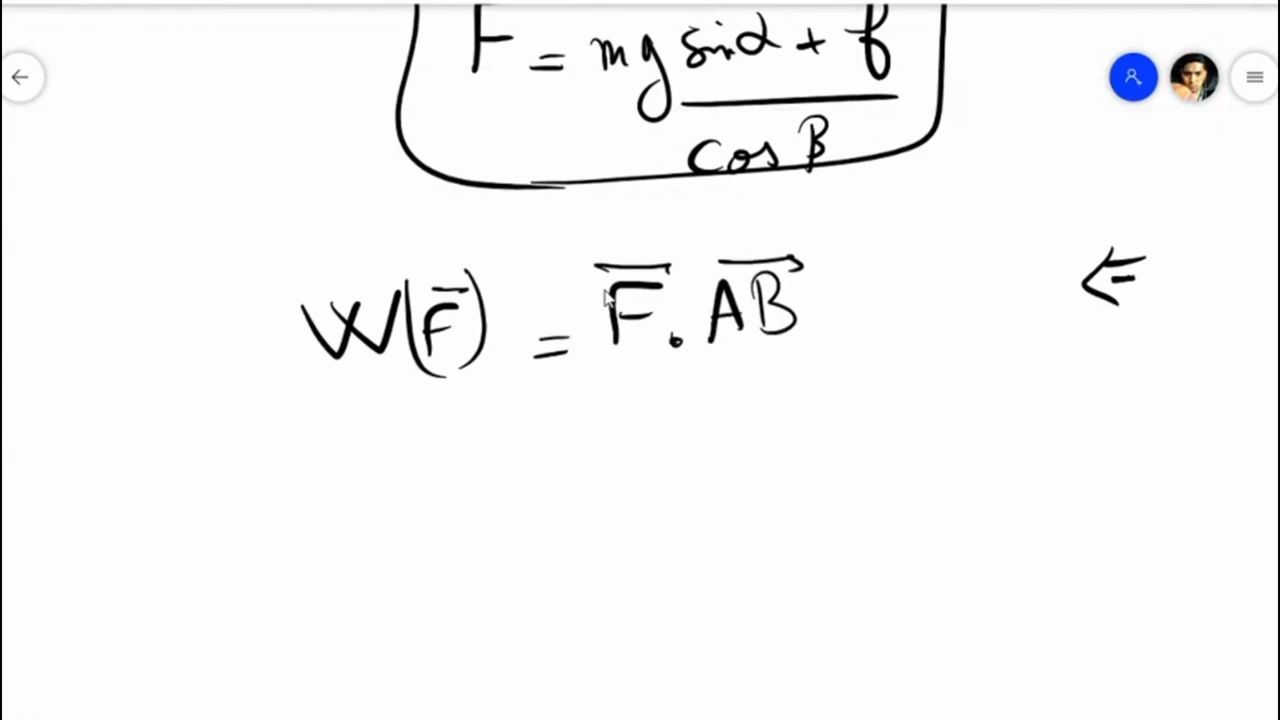 F = mg sinα + f
cos β
W(F) = F . AB